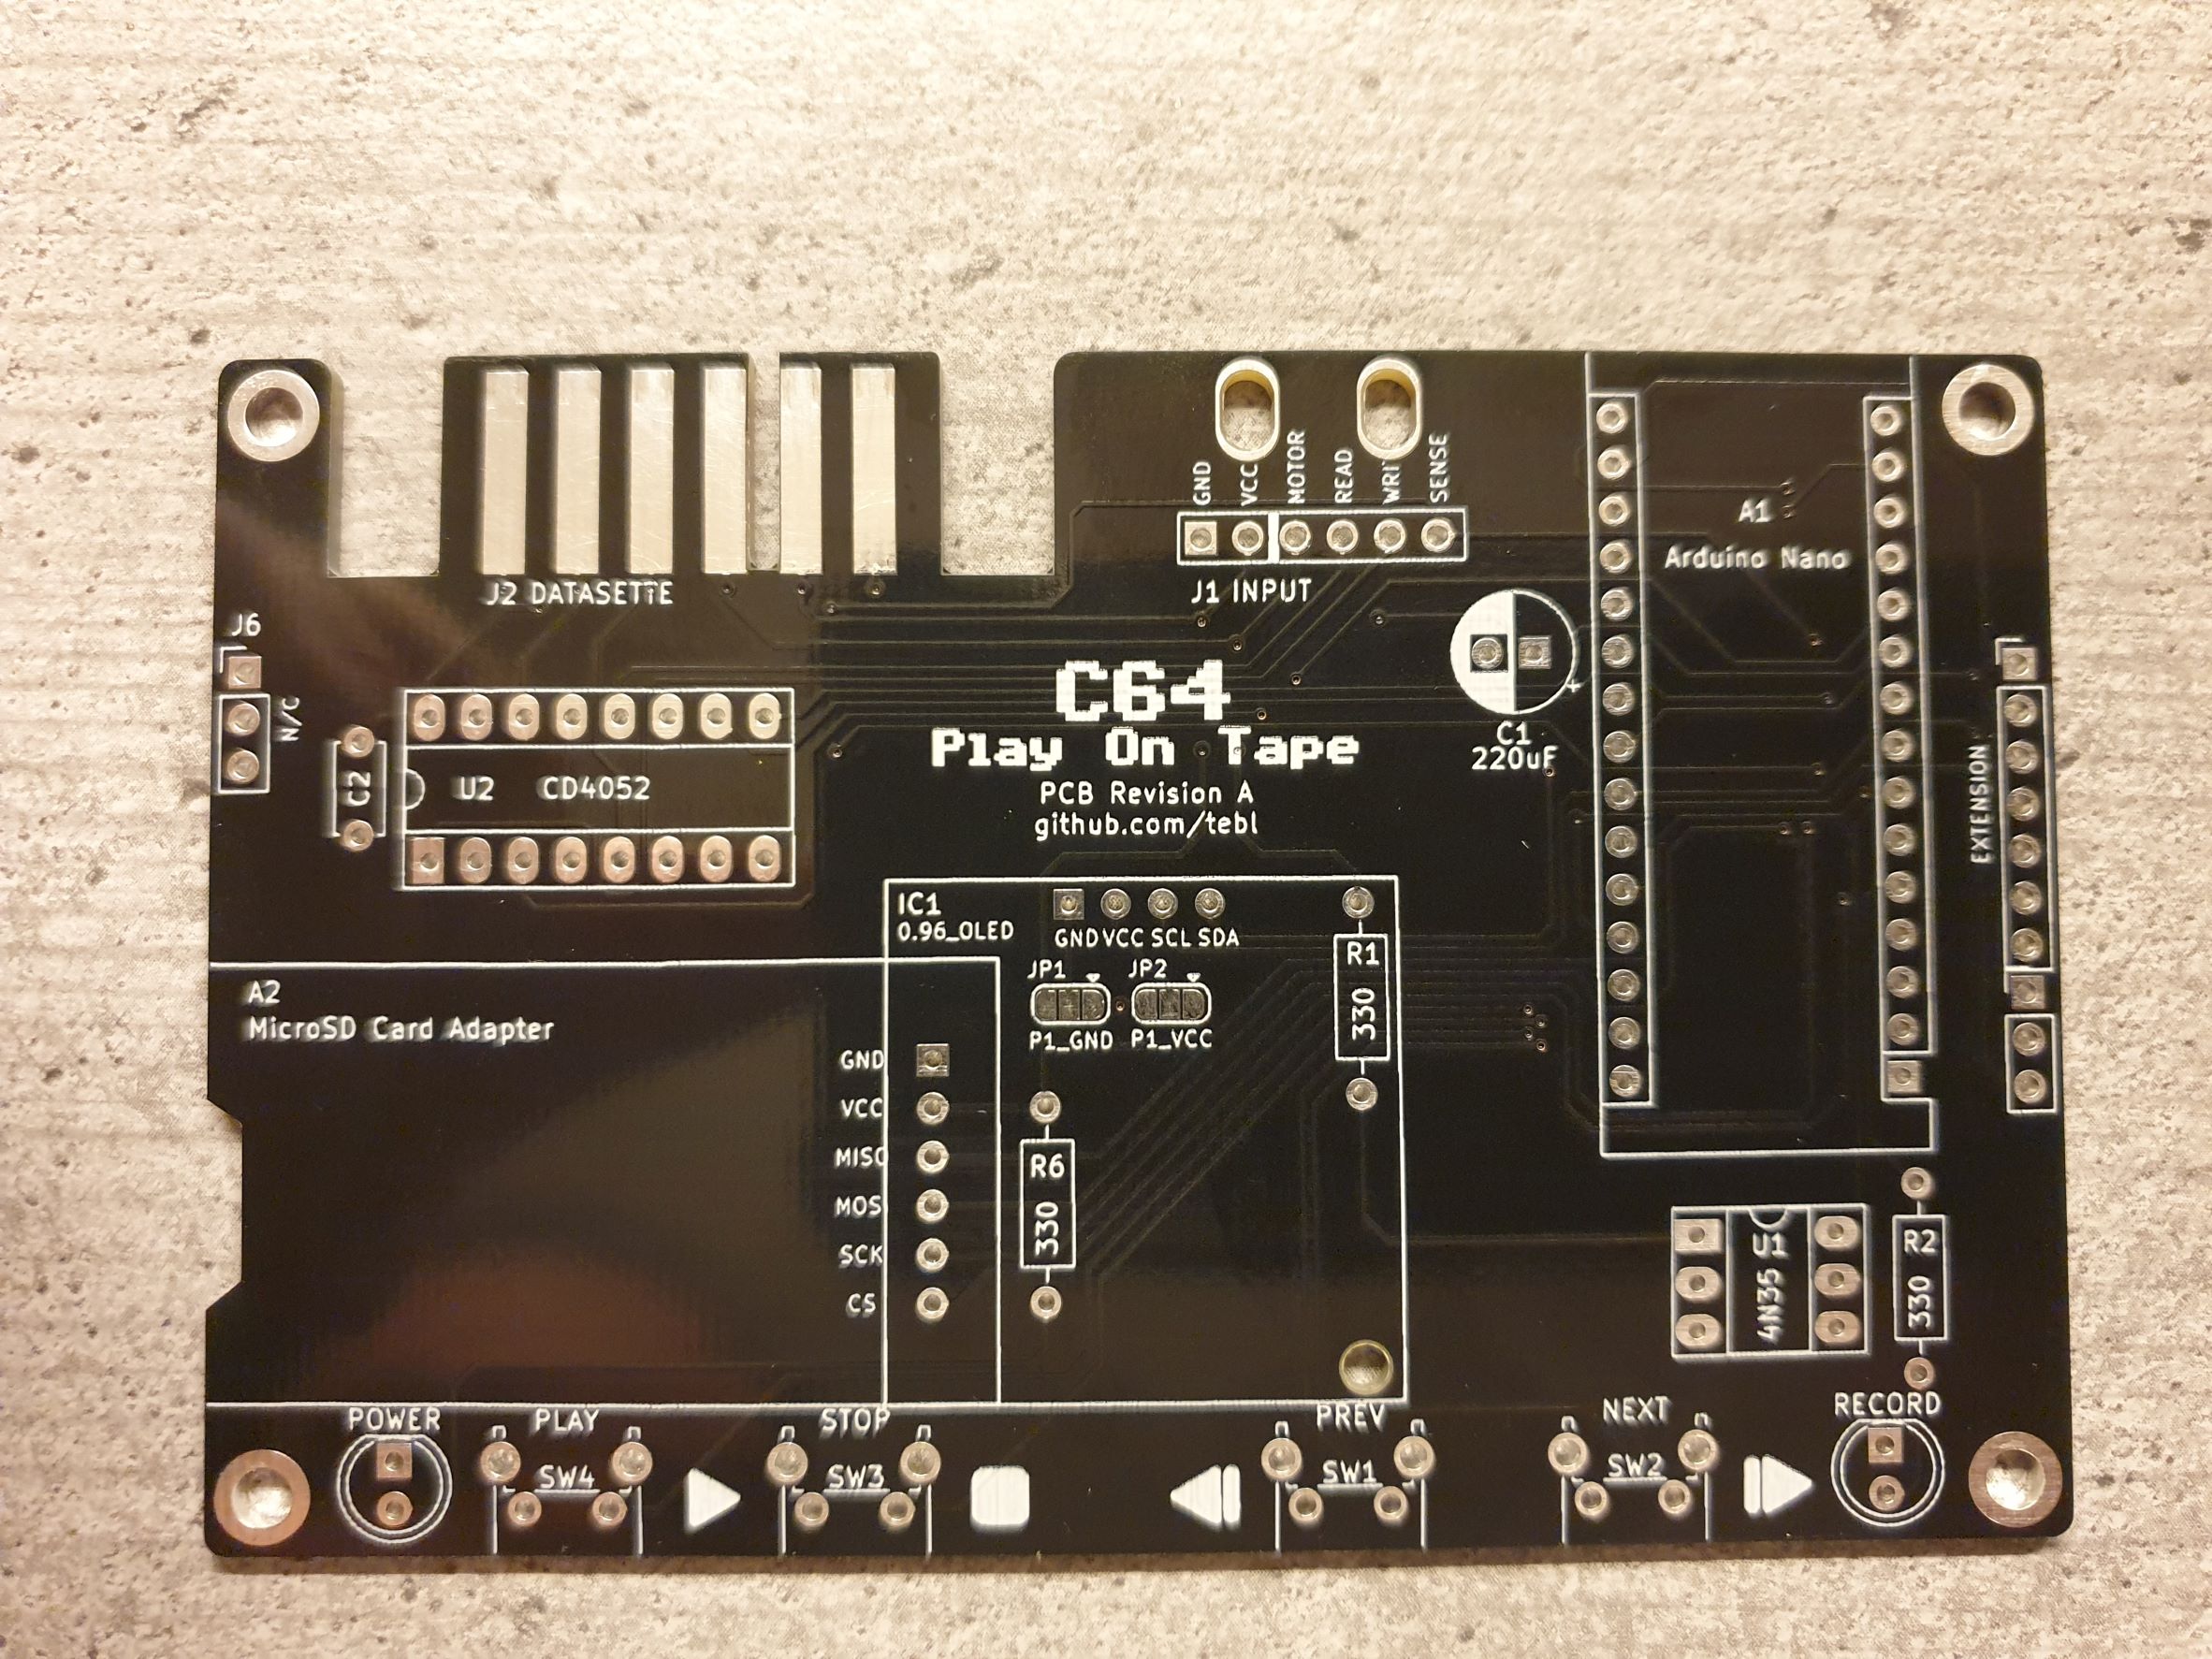 GND
VCC
MOTOR
READ
WRI
SENSE
J1 INPUT
J2 DATASETTE
A1
Arduino Nano
J6
N/C
C2
U2 CD4052
C64
Play On Tape
PCB Revision A
github.com/tebl
C1
220uF
+
EXTENSION
IC1
0.96_OLED
GND VCC SCL SDA
JP1 JP2
P1_GND P1_VCC
R1
330
A2
MicroSD Card Adapter
GND
VCC
MISO
MOS
SCK
CS
R6
330
U1
4N35
R2
330
POWER
PLAY
SW4
STOP
SW3
PREV
SW1
NEXT
SW2
RECORD